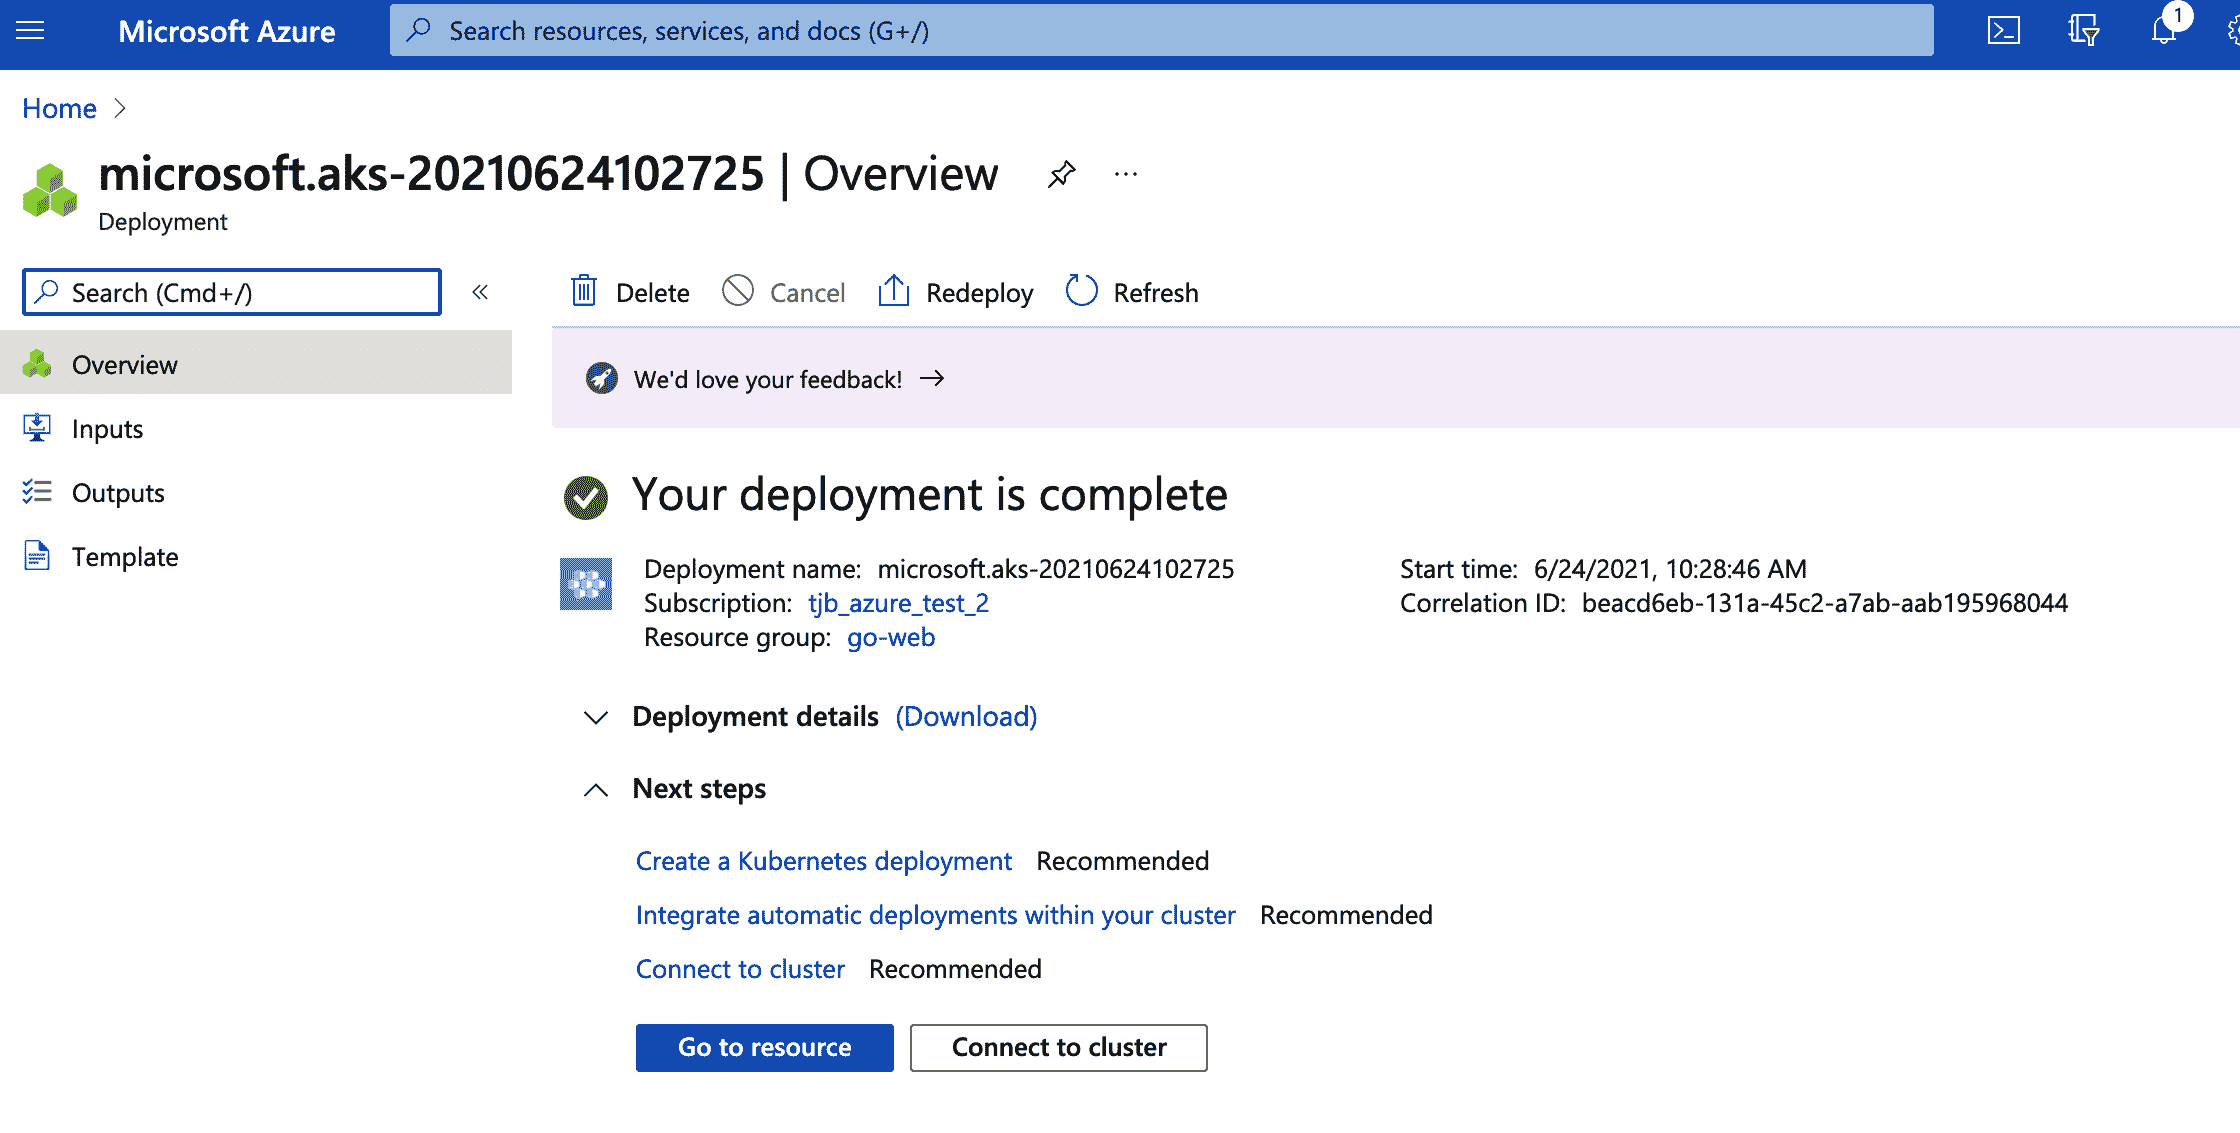 Microsoft Azure
Search resources, services, and docs (G+/)
1
Home
microsoft.aks-20210624102725 | Overview
...
Deployment
Search (Cmd+/)
«
Delete
Cancel
Redeploy
Refresh
Overview
Inputs
Outputs
Template
We'd love your feedback! →
Your deployment is complete
Deployment name: microsoft.aks-20210624102725
Subscription: tjb_azure_test_2
Resource group: go-web
Start time: 6/24/2021, 10:28:46 AM
Correlation ID: beacd6eb-131a-45c2-a7ab-aab195968044
Deployment details (Download)
Next steps
Create a Kubernetes deployment Recommended
Integrate automatic deployments within your cluster Recommended
Connect to cluster Recommended
Go to resource
Connect to cluster